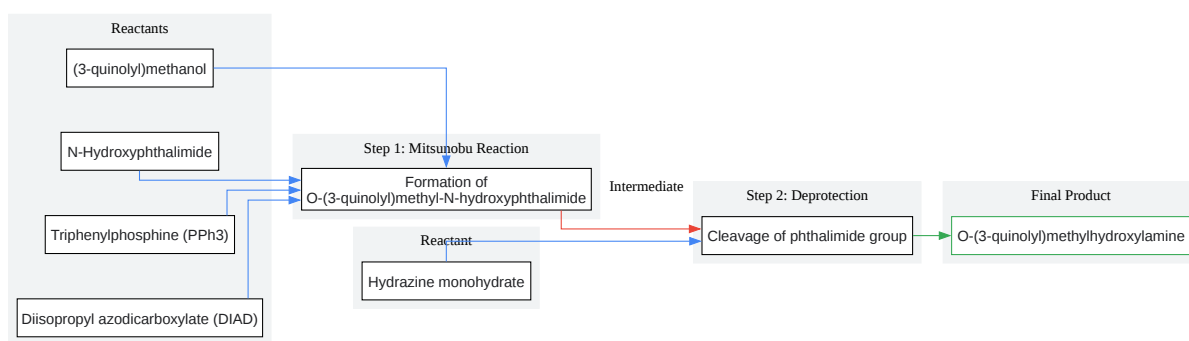 Reactants
(3-quinolyl)methanol
N-Hydroxyphthalimide
Triphenylphosphine (PPh3)
Diisopropyl azodicarboxylate (DIAD)
Step 1: Mitsunobu Reaction
Formation of
O-(3-quinolyl)methyl-N-hydroxyphthalimide
Reactant
Hydrazine monohydrate
Intermediate
Step 2: Deprotection
Cleavage of phthalimide group
Final Product
O-(3-quinolyl)methylhydroxylamine